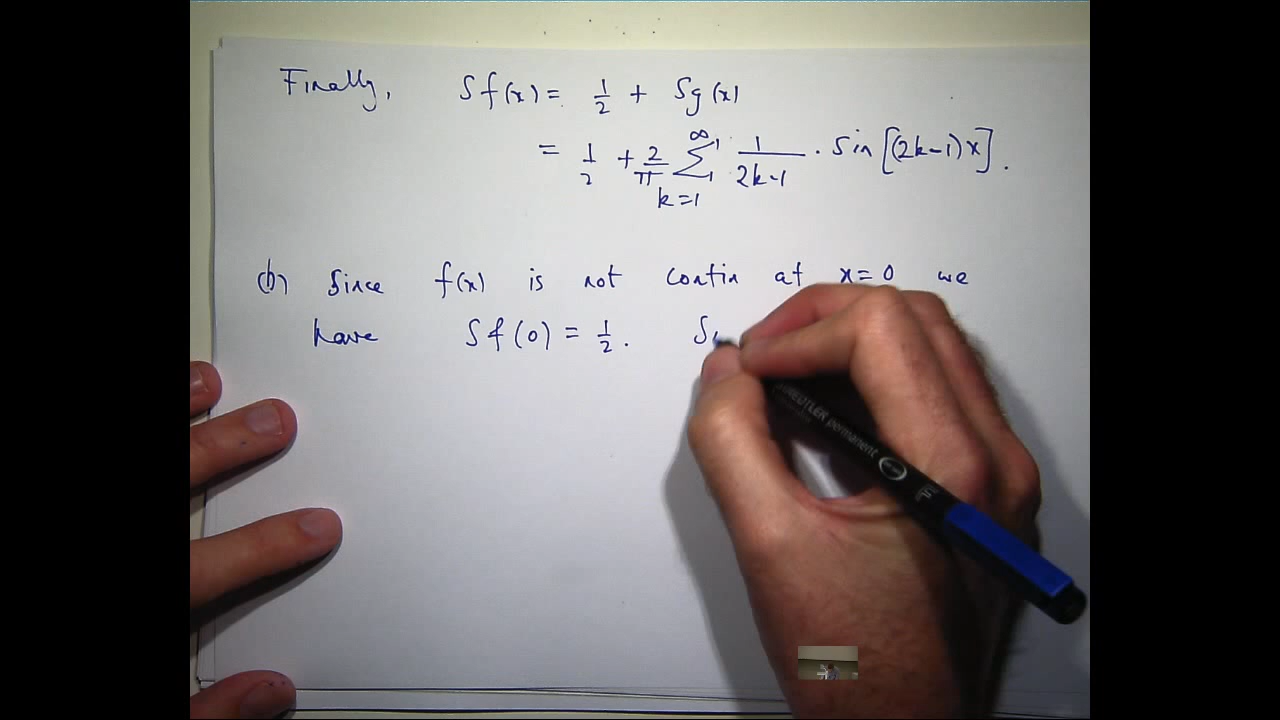 Finally, Sf(x) = 1/2 + Sg(x)
= 1/2 + 2/π ∑_{k=1}^{∞} 1/(2k-1) · sin[(2k-1)x].
(b) Since f(x) is not contin at x=0 we
have Sf(0) = 1/2. S
STAEDTLER permanent F